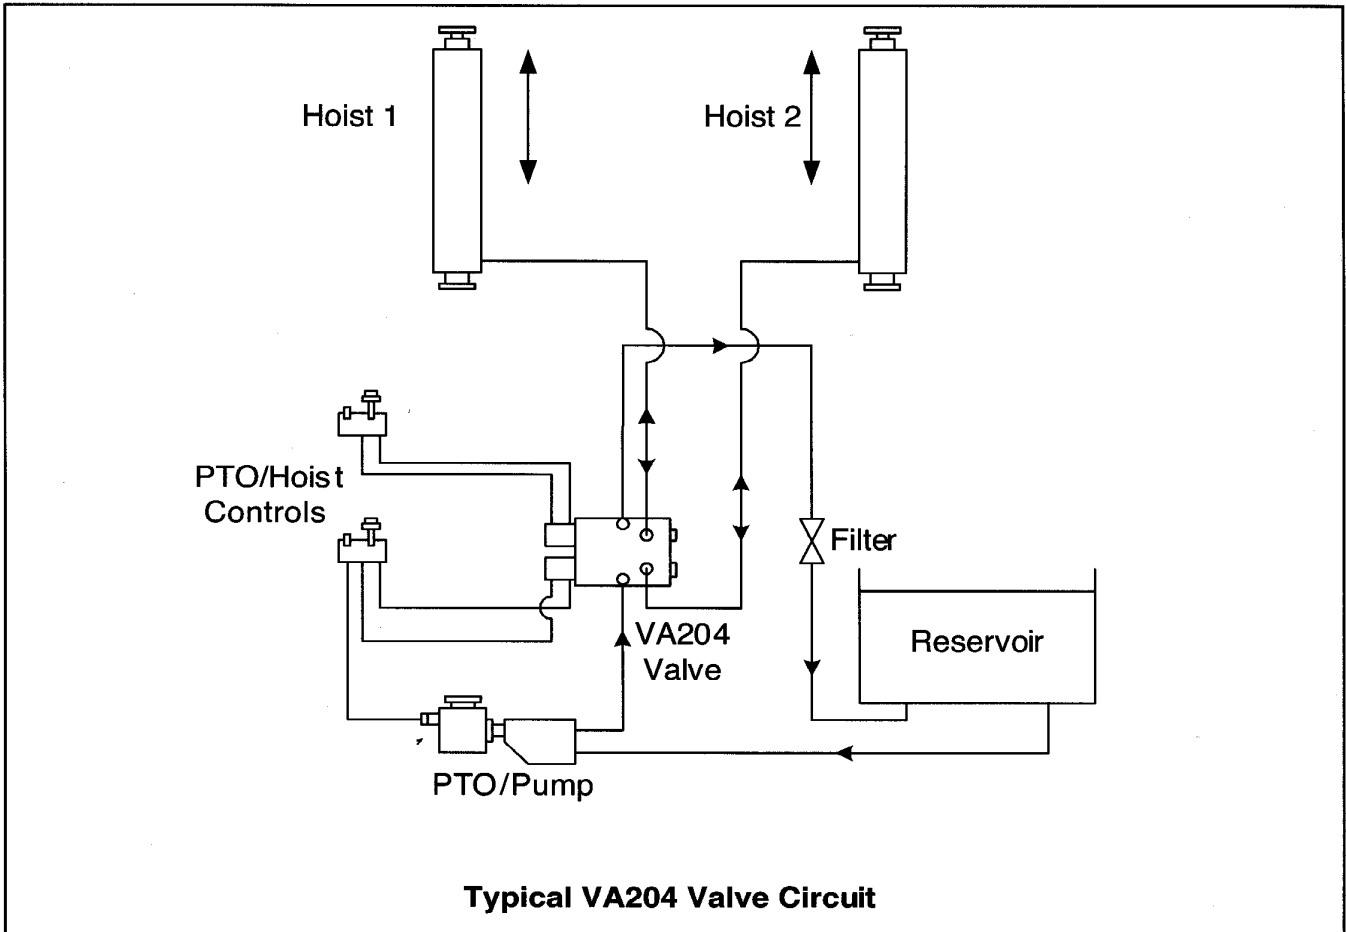 Hoist 1
Hoist 2
PTO/Hoist
Controls
Filter
VA204
Valve
Reservoir
PTO/Pump
Typical VA204 Valve Circuit